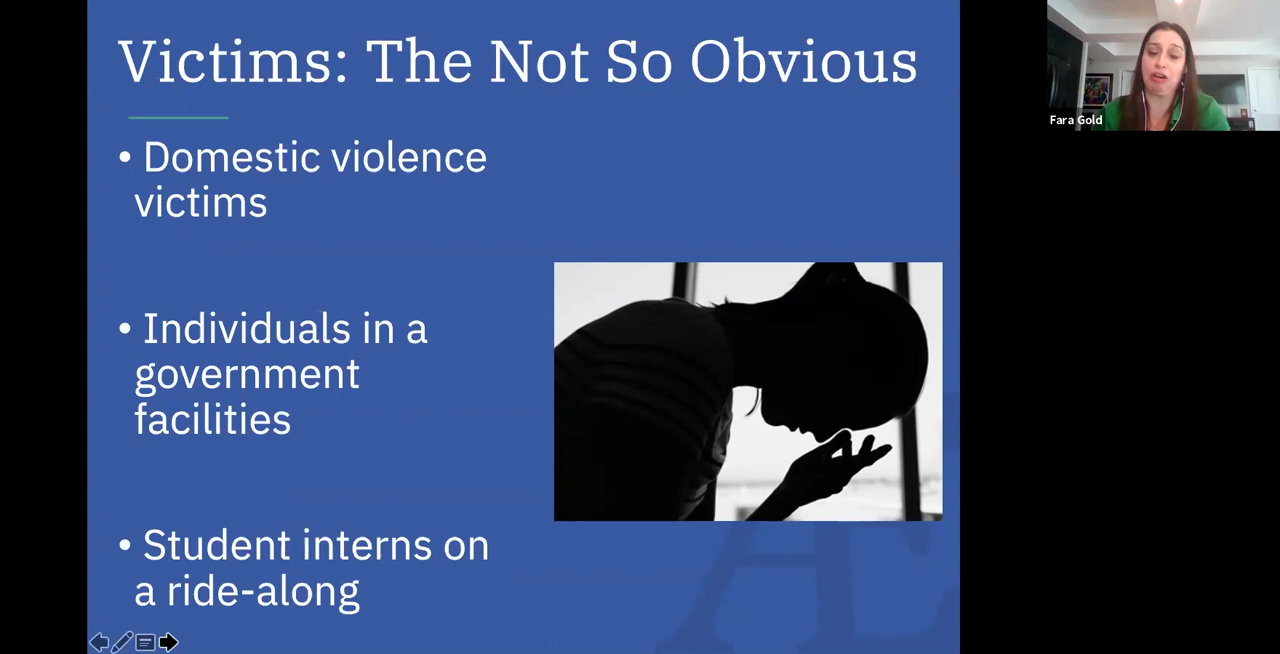 Victims: The Not So Obvious
• Domestic violence
victims
• Individuals in a
government
facilities
• Student interns on
a ride-along
Fara Gold
Æ